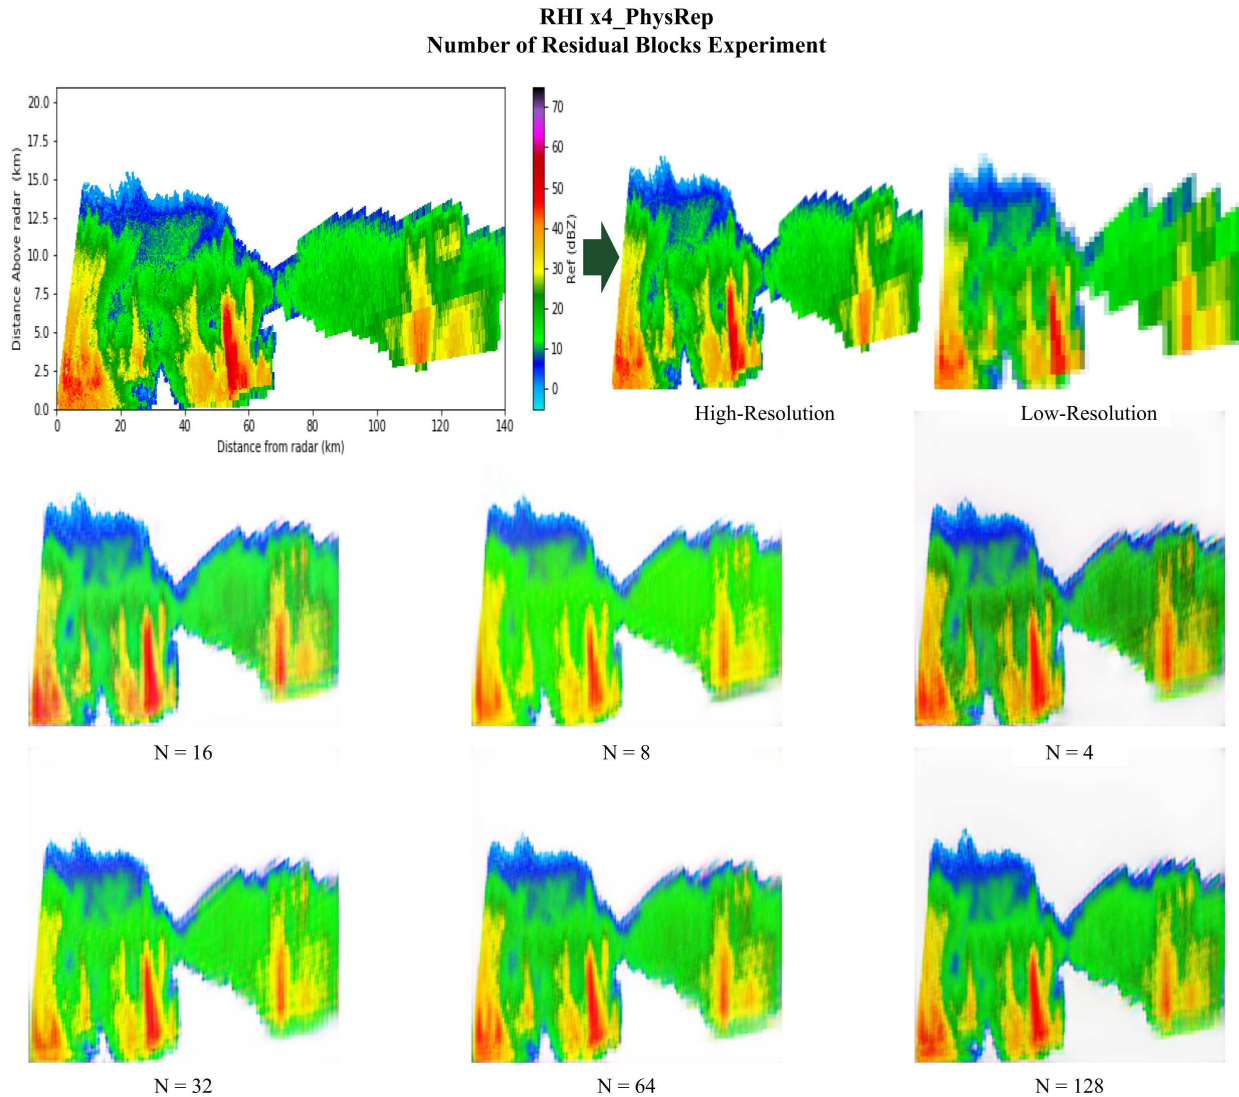 RHI x4_PhysRep
Number of Residual Blocks Experiment
Distance Above radar (km)
20.0
17.5
15.0
12.5
10.0
7.5
5.0
2.5
0.0
0 20 40 60 80 100 120 140
Distance from radar (km)
70
60
50
40
30
20
10
0
Ref (dBZ)
High-Resolution
Low-Resolution
N = 16
N = 8
N = 4
N = 32
N = 64
N = 128